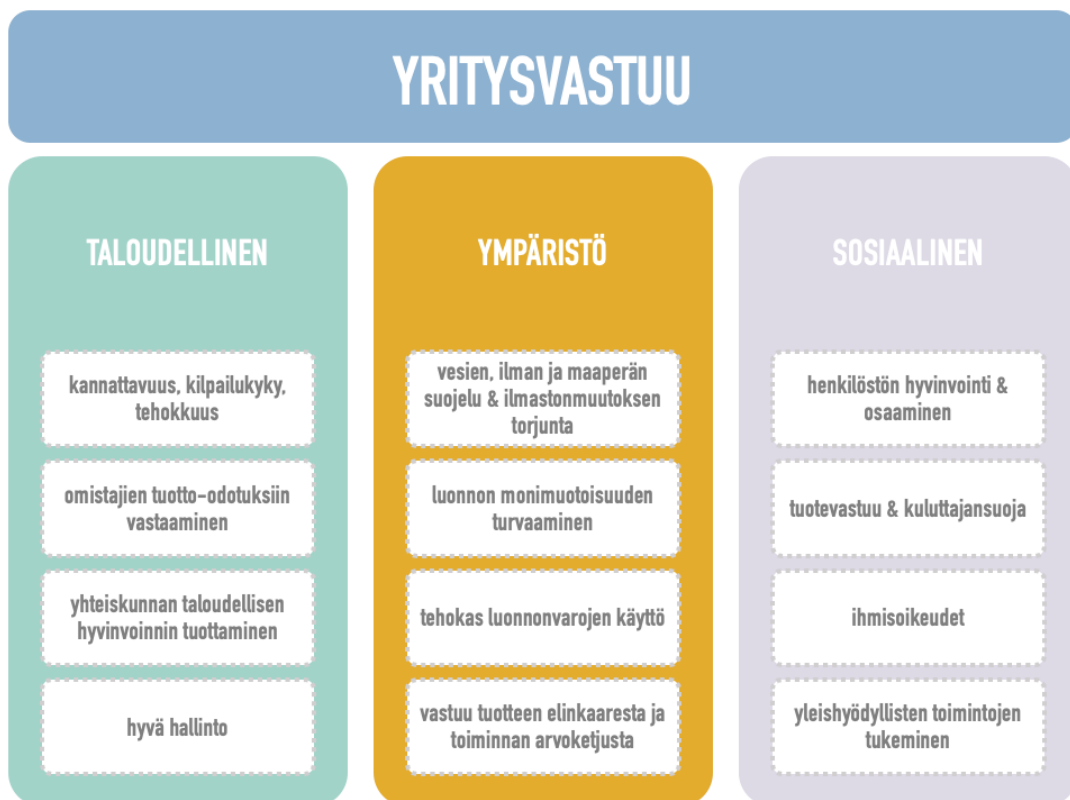 YRITYSVASTUU
TALOUDELLINEN
kannattavuus, kilpailukyky,
tehokkuus
omistajien tuotto-odotuksiin
vastaaminen
yhteiskunnan taloudellisen
hyvinvoinnin tuottaminen
hyvä hallinto
YMPÄRISTÖ
vesien, ilman ja maaperän
suojelu & ilmastonmuutoksen
torjunta
luonnon monimuotoisuuden
turvaaminen
tehokas luonnonvarojen käyttö
vastuu tuotteen elinkaaresta ja
toiminnan arvoketjusta
SOSIAALINEN
henkilöstön hyvinvointi &
osaaminen
tuotevastuu & kuluttajansuoja
ihmisoikeudet
yleishyödyllisten toimintojen
tukeminen